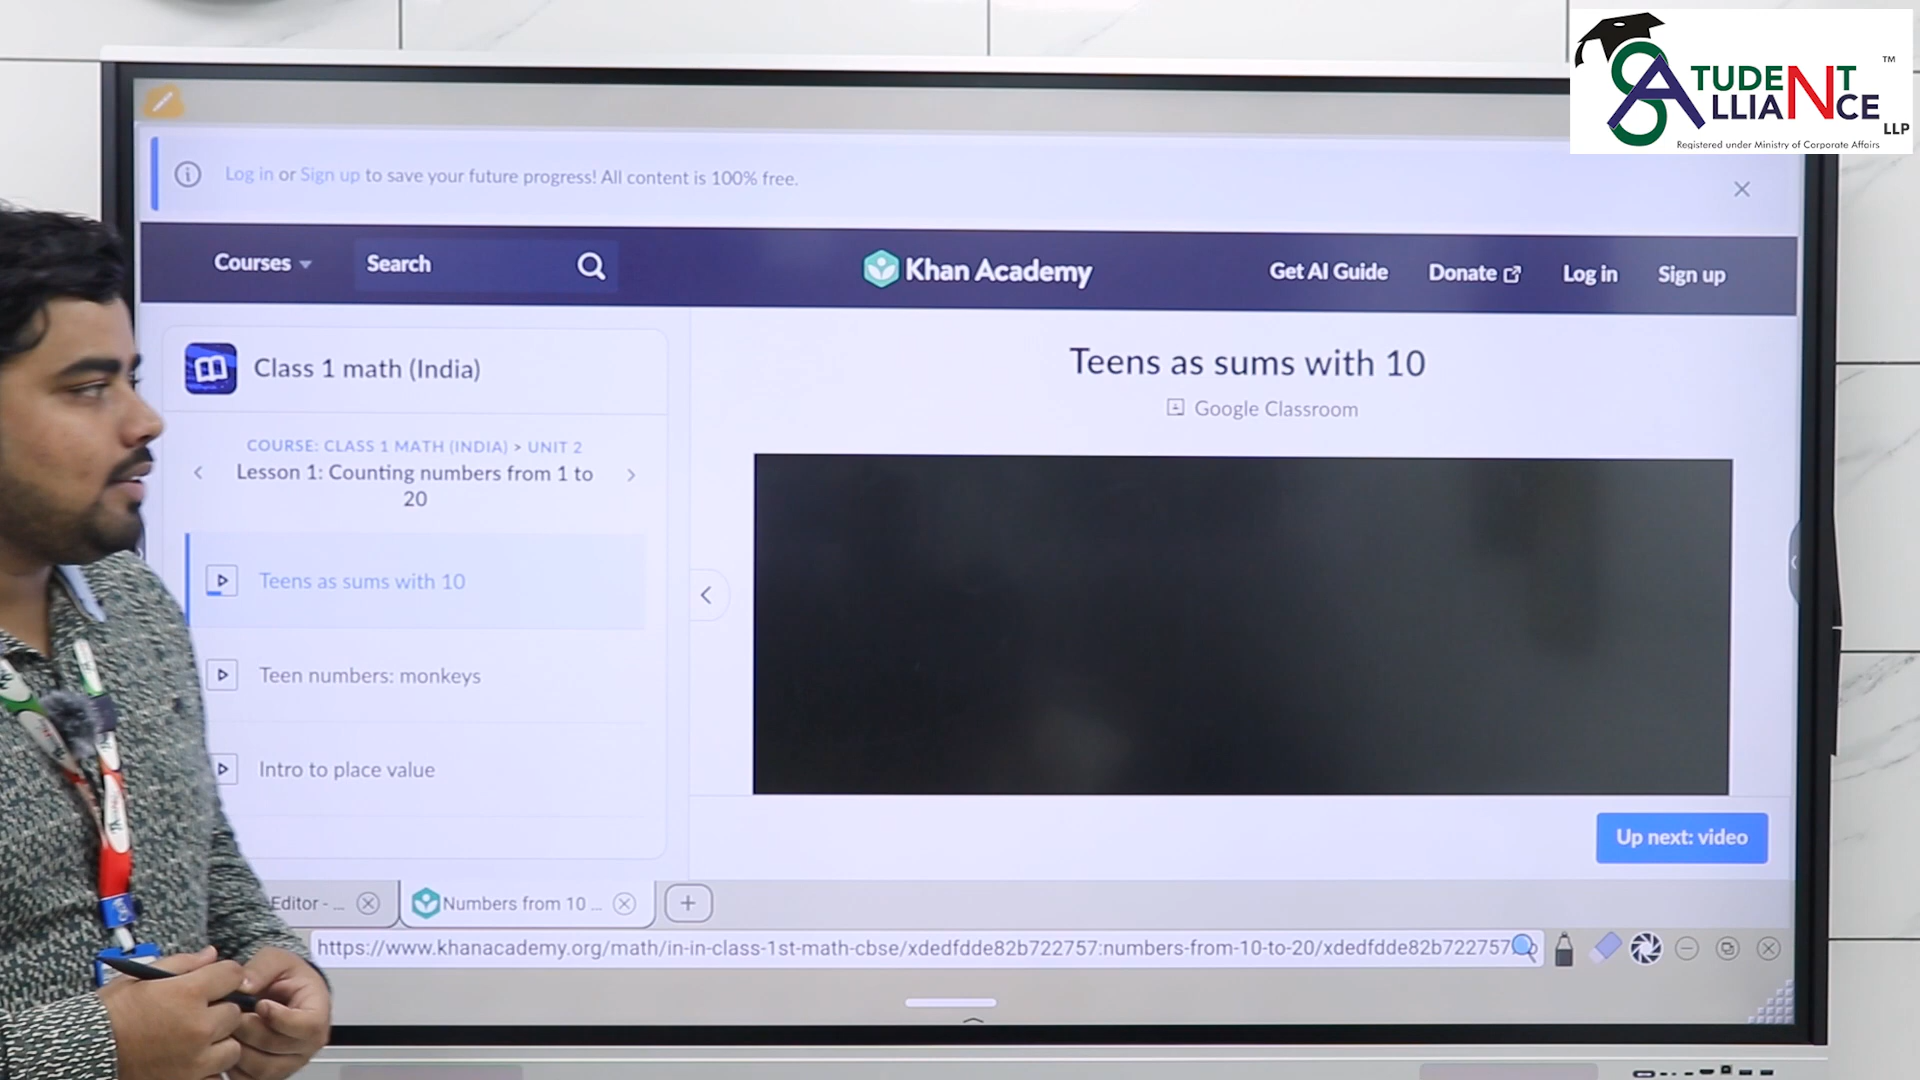 STUDENT
ALLIANCE
TM
LLP
Registered under Ministry of Corporate Affairs
Log in or Sign up to save your future progress! All content is 100% free.
Courses
Search
Khan Academy
Get AI Guide
Donate
Log in
Sign up
Class 1 math (India)
COURSE: CLASS 1 MATH (INDIA) > UNIT 2
Lesson 1: Counting numbers from 1 to
20
Teens as sums with 10
Teen numbers: monkeys
Intro to place value
Teens as sums with 10
Google Classroom
Up next: video
Editor - ...
Numbers from 10 ...
https://www.khanacademy.org/math/in-in-class-1st-math-cbse/xdedfdde82b722757:numbers-from-10-to-20/xdedfdde82b722757